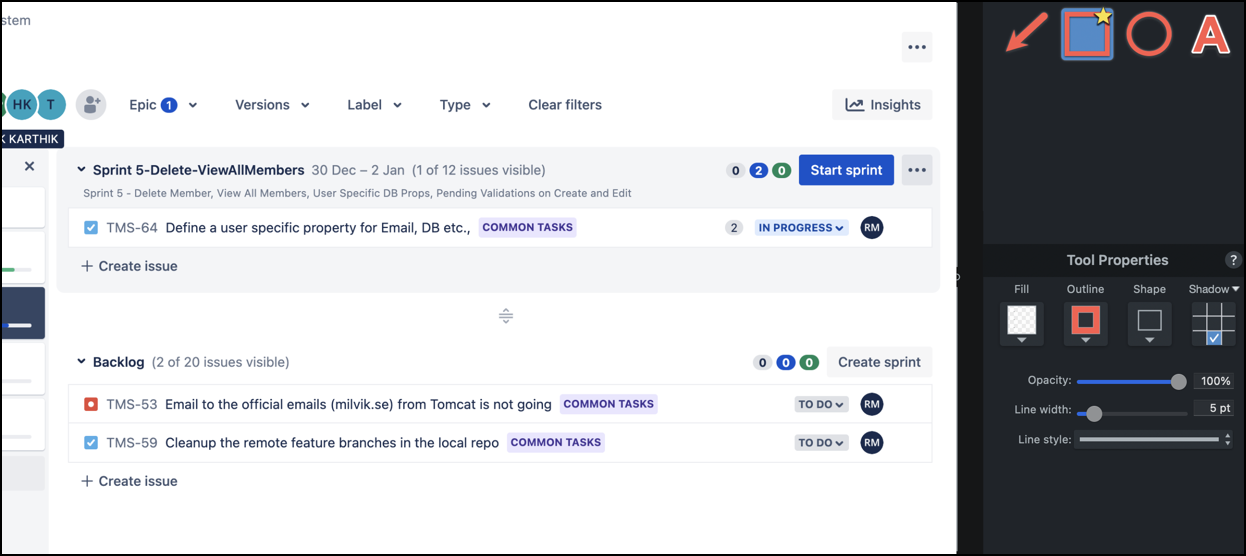 stem
HK T Epic 1 Versions Label Type Clear filters Insights
K KARTHIK
Sprint 5-Delete-ViewAllMembers 30 Dec – 2 Jan (1 of 12 issues visible) 0 2 0 Start sprint
Sprint 5 - Delete Member, View All Members, User Specific DB Props, Pending Validations on Create and Edit
TMS-64 Define a user specific property for Email, DB etc., COMMON TASKS 2 IN PROGRESS RM
+ Create issue
Backlog (2 of 20 issues visible) 0 0 0 Create sprint
TMS-53 Email to the official emails (milvik.se) from Tomcat is not going COMMON TASKS TO DO RM
TMS-59 Cleanup the remote feature branches in the local repo COMMON TASKS TO DO RM
+ Create issue
A
Tool Properties ?
Fill Outline Shape Shadow
Opacity: 100%
Line width: 5 pt
Line style: